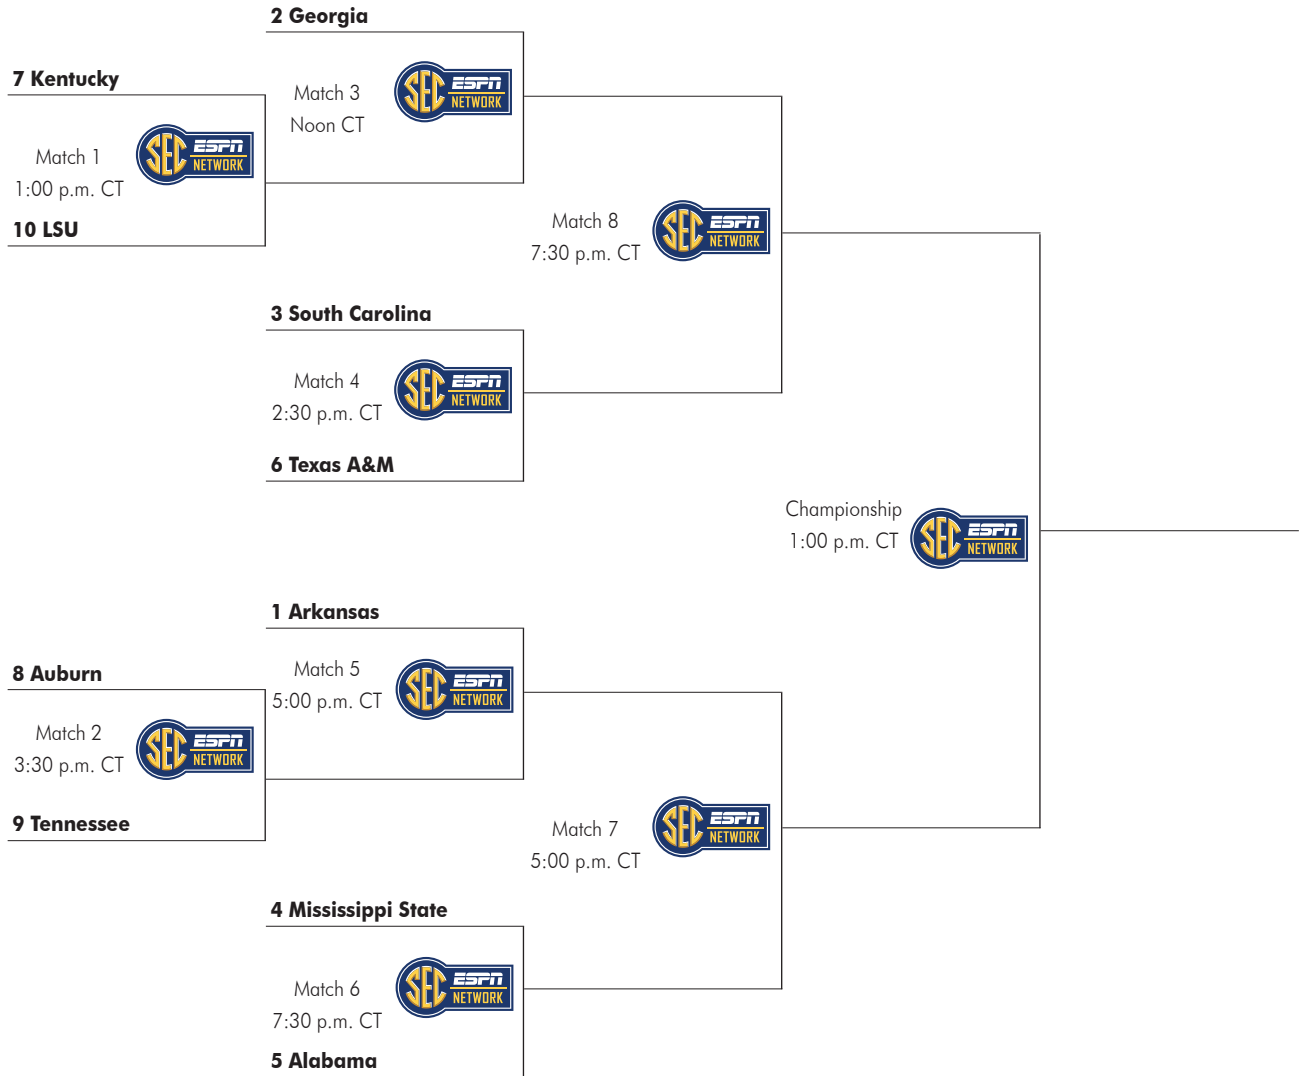 2 Georgia
7 Kentucky
Match 3
Noon CT
SEC ESPN NETWORK
Match 1
1:00 p.m. CT
SEC ESPN NETWORK
10 LSU
Match 8
7:30 p.m. CT
SEC ESPN NETWORK
3 South Carolina
Match 4
2:30 p.m. CT
SEC ESPN NETWORK
6 Texas A&M
Championship
1:00 p.m. CT
SEC ESPN NETWORK
1 Arkansas
8 Auburn
Match 5
5:00 p.m. CT
SEC ESPN NETWORK
Match 2
3:30 p.m. CT
SEC ESPN NETWORK
9 Tennessee
Match 7
5:00 p.m. CT
SEC ESPN NETWORK
4 Mississippi State
Match 6
7:30 p.m. CT
SEC ESPN NETWORK
5 Alabama